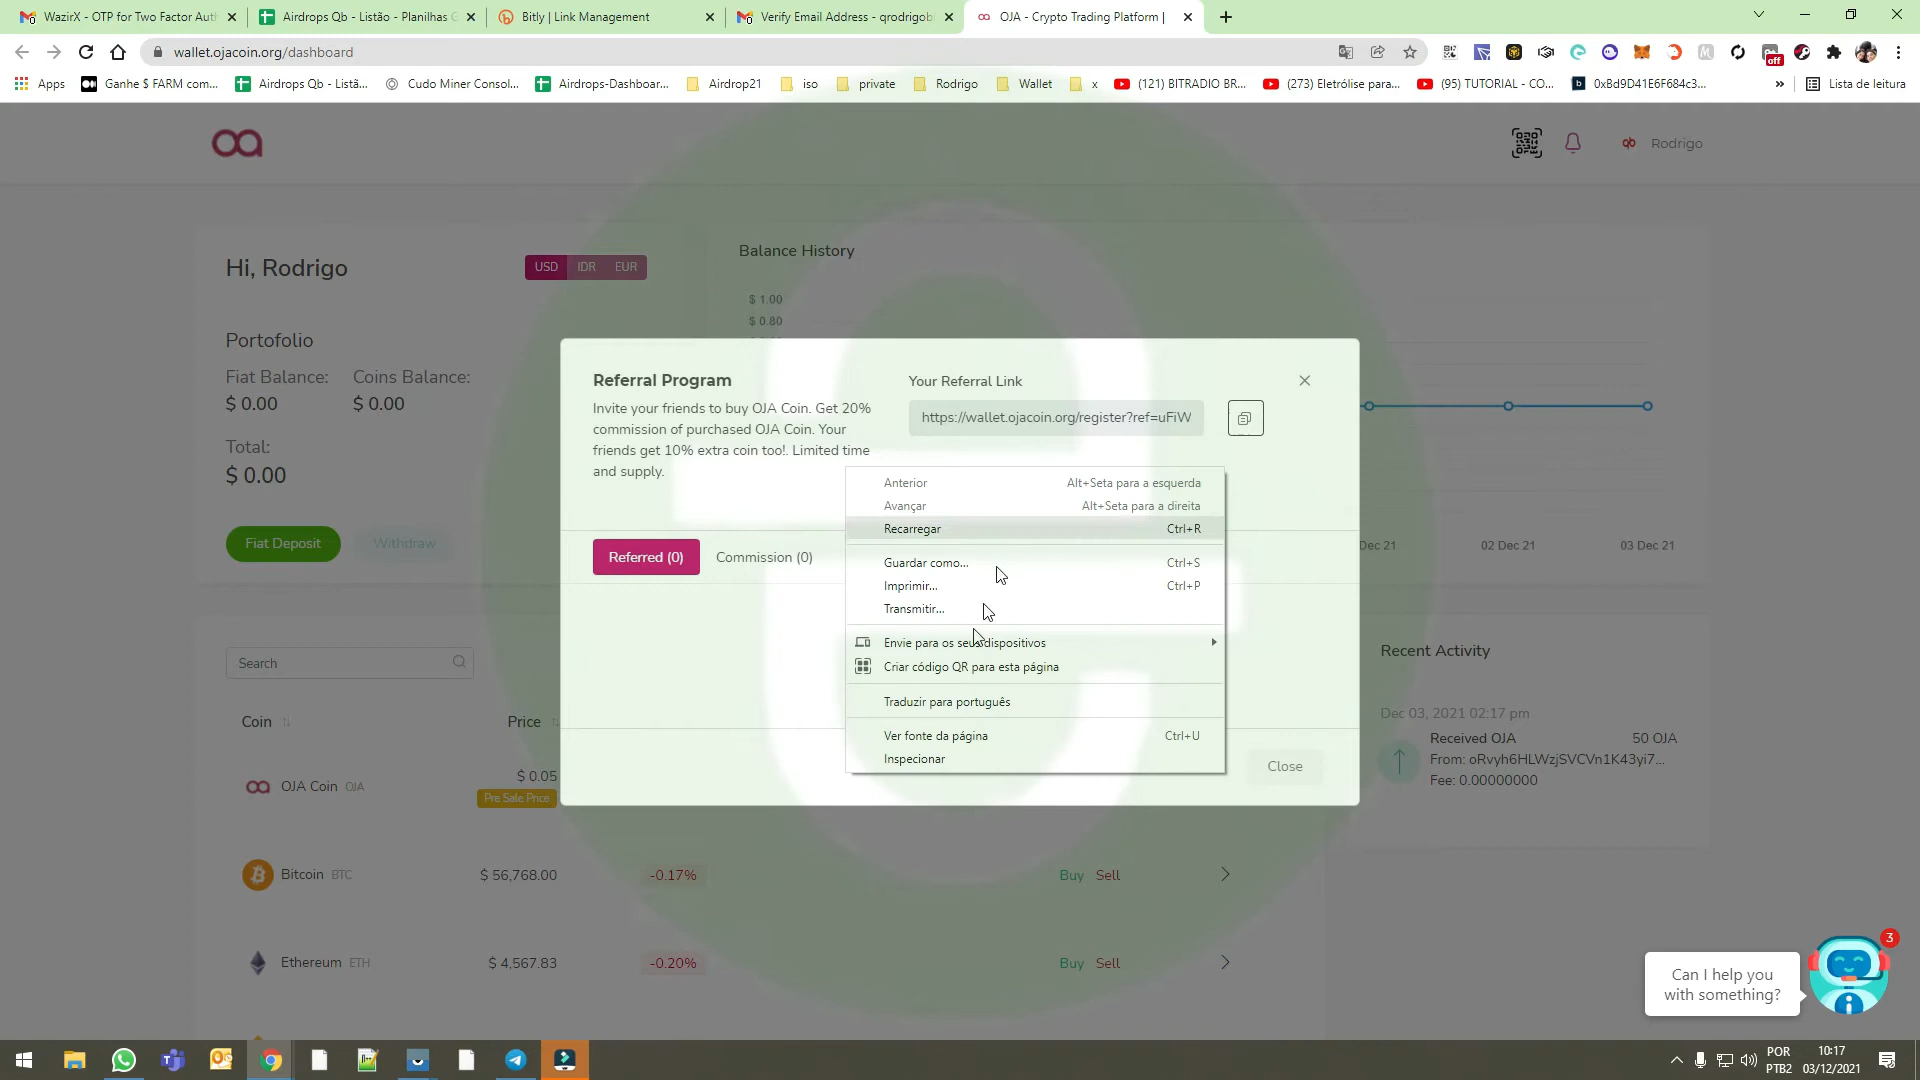 WazirX - OTP for Two Factor Aut
Airdrops Qb - Listão - Planilhas G
Bitly | Link Management
Verify Email Address - qrodrigob
OJA - Crypto Trading Platform |
wallet.ojacoin.org/dashboard
off
Apps
Ganhe $ FARM com...
Airdrops Qb - Listã...
Cudo Miner Consol...
Airdrops-Dashboar...
Airdrop21
iso
private
Rodrigo
Wallet
x
(121) BITRADIO BR...
(273) Eletrólise para...
(95) TUTORIAL - CO...
0xBd9D41E6F684c3...
»
Lista de leitura
Rodrigo
Hi, Rodrigo
USD
IDR
EUR
Balance History
$ 1.00
$ 0.80
Portofolio
Fiat Balance:
Coins Balance:
$ 0.00
$ 0.00
Total:
$ 0.00
Fiat Deposit
Withdraw
Referral Program
Invite your friends to buy OJA Coin. Get 20%
commission of purchased OJA Coin. Your
friends get 10% extra coin too!. Limited time
and supply.
Your Referral Link
https://wallet.ojacoin.org/register?ref=uFiW
Referred (0)
Commission (0)
Anterior Alt+Seta para a esquerda
Avançar Alt+Seta para a direita
Recarregar Ctrl+R
Guardar como... Ctrl+S
Imprimir... Ctrl+P
Transmitir...
Envie para os seus dispositivos
Criar código QR para esta página
Traduzir para português
Ver fonte da página Ctrl+U
Inspecionar
Close
Dec 21
02 Dec 21
03 Dec 21
Search
Coin
Price
OJA Coin OJA
$ 0.05
Pre Sale Price
Bitcoin BTC
$ 56,768.00
-0.17%
Buy Sell
Ethereum ETH
$ 4,567.83
-0.20%
Buy Sell
Recent Activity
Dec 03, 2021 02:17 pm
Received OJA 50 OJA
From: oRvyh6HLWzjSVCVn1K43yi7...
Fee: 0.00000000
Can I help you
with something?
3
POR
PTB2
10:17
03/12/2021